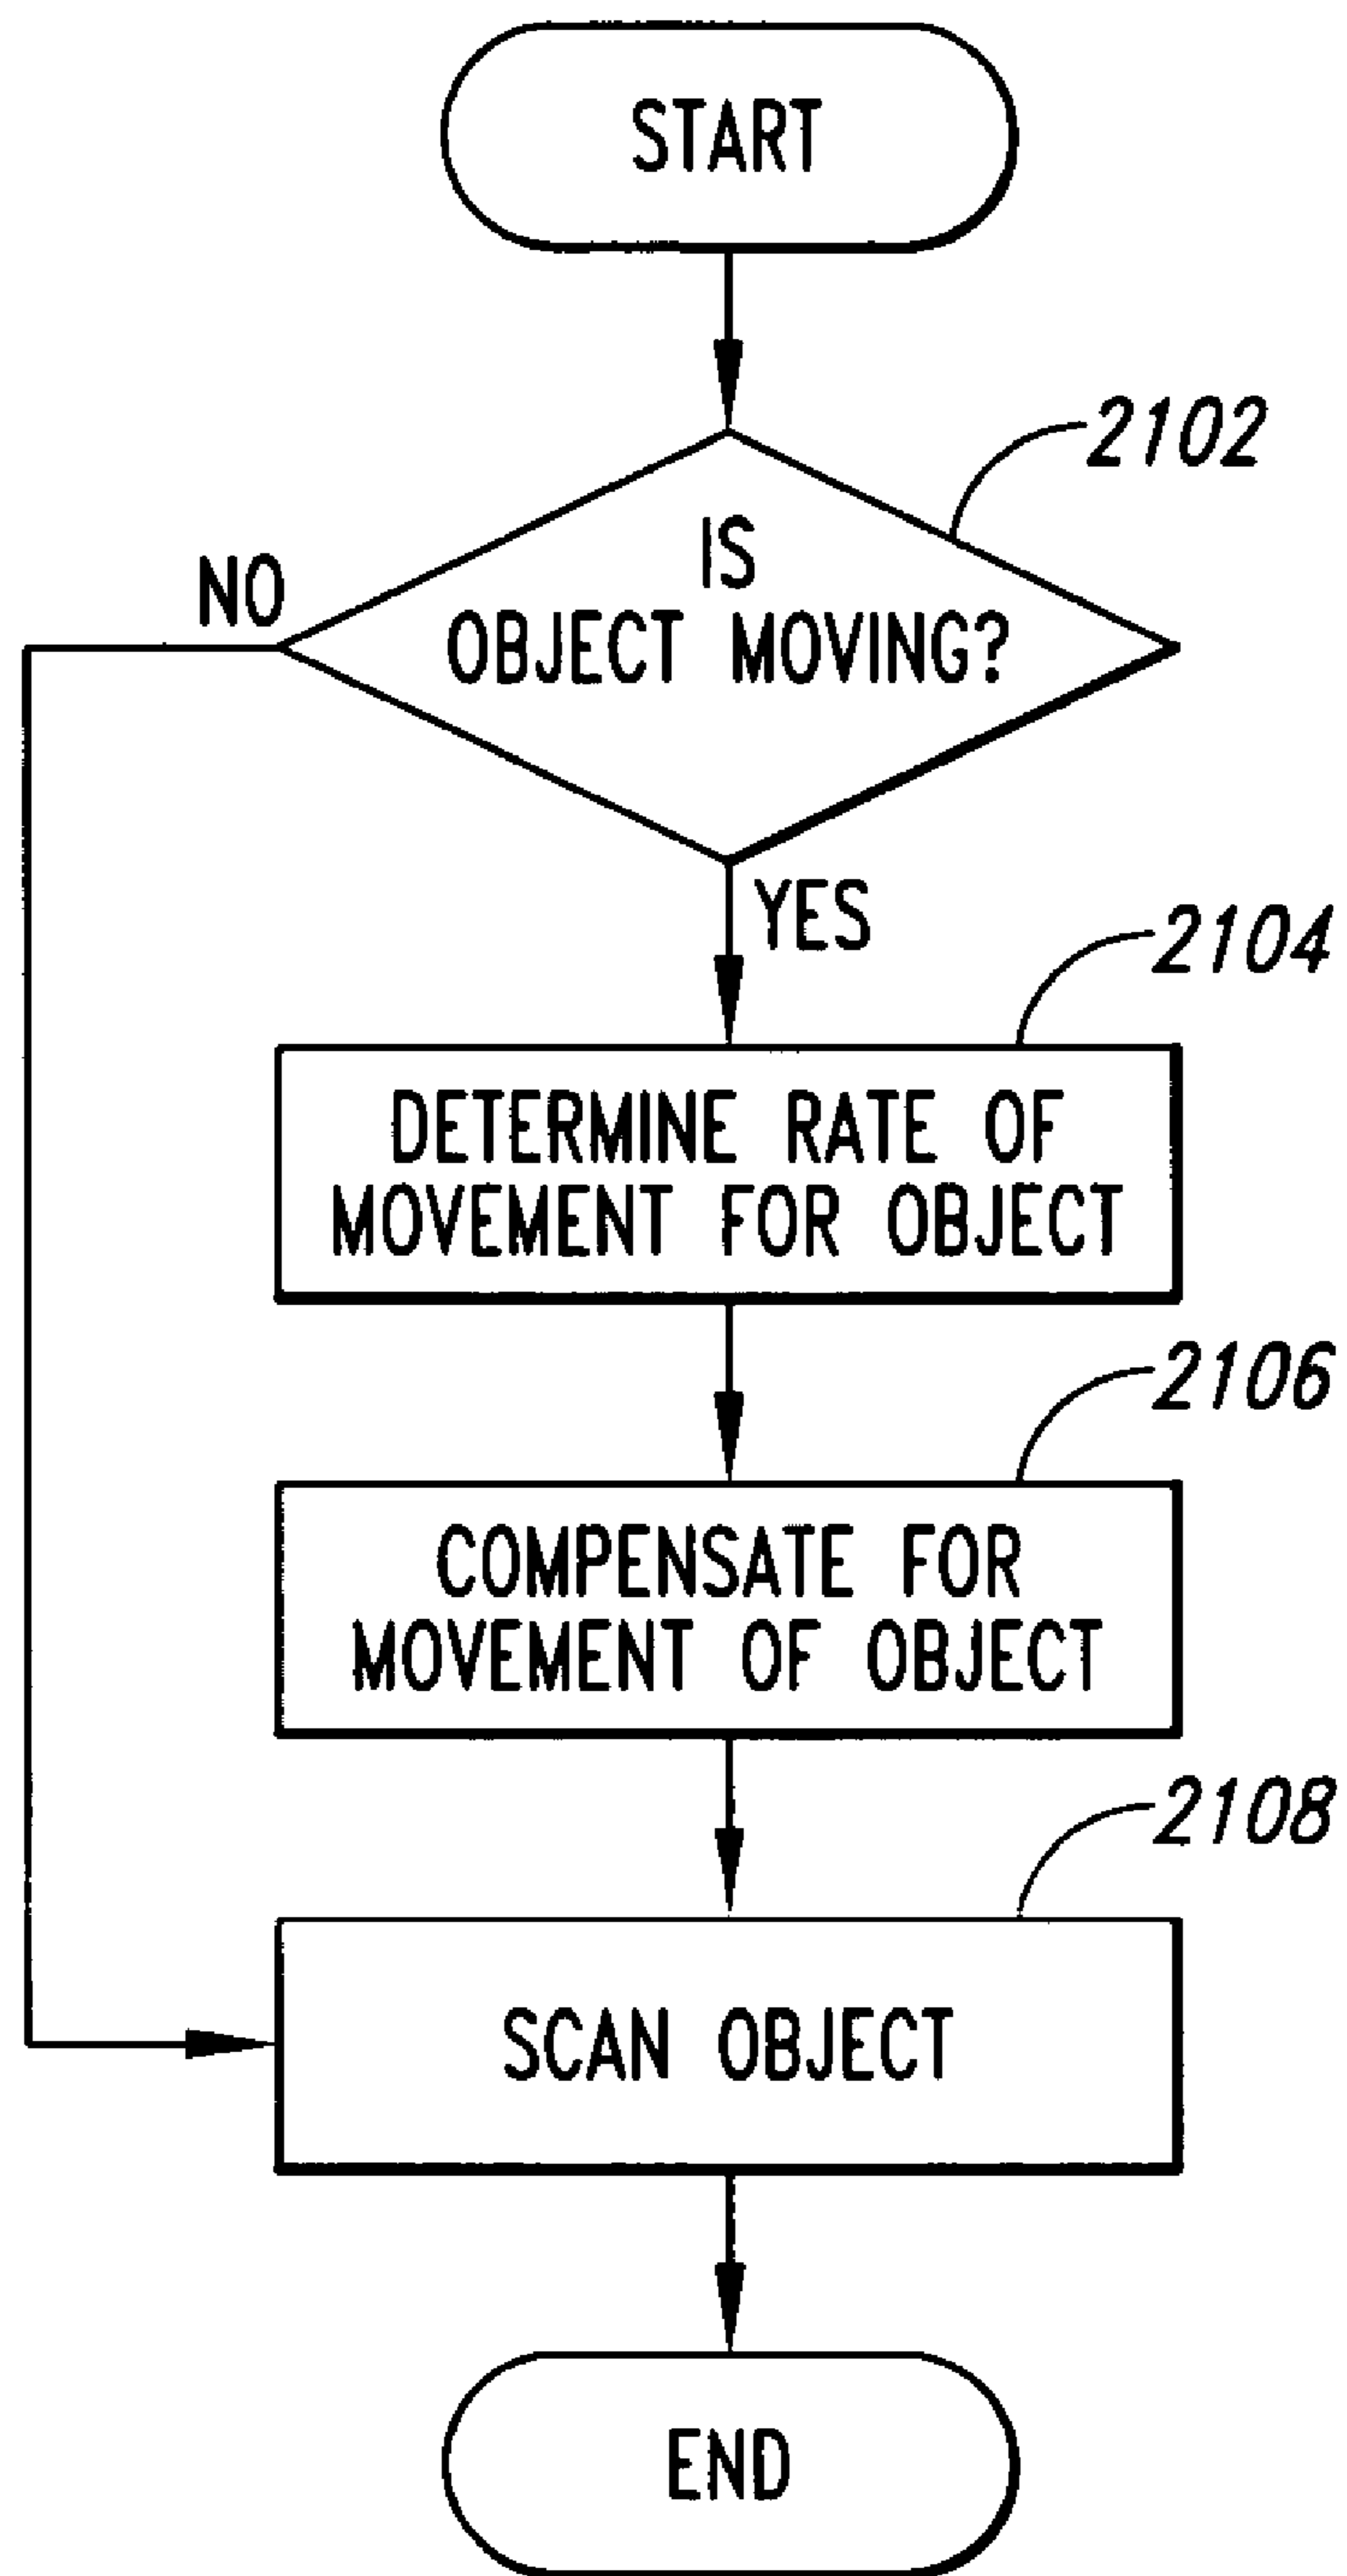 START
2102
IS
OBJECT MOVING?
NO
YES
2104
DETERMINE RATE OF
MOVEMENT FOR OBJECT
2106
COMPENSATE FOR
MOVEMENT OF OBJECT
2108
SCAN OBJECT
END